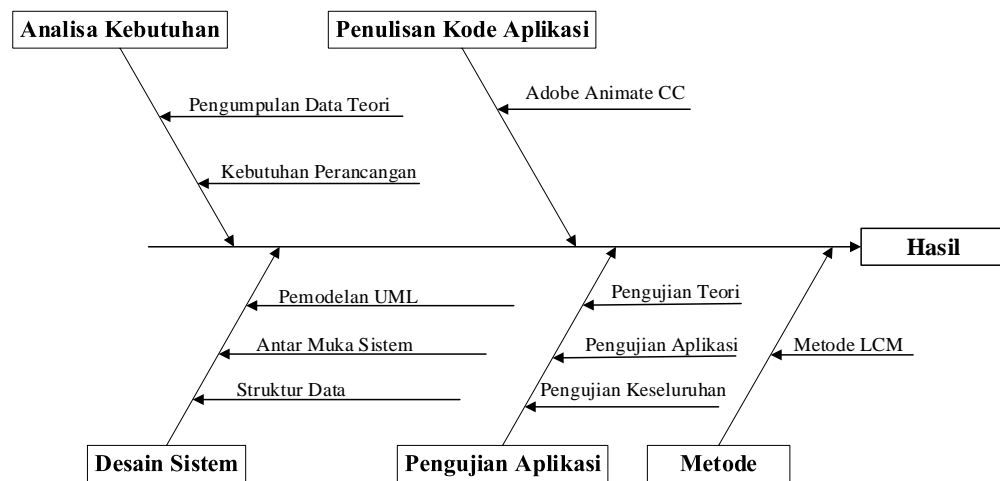 Analisa Kebutuhan
Penulisan Kode Aplikasi
Pengumpulan Data Teori
Adobe Animate CC
Kebutuhan Perancangan
Hasil
Pemodelan UML
Pengujian Teori
Antar Muka Sistem
Pengujian Aplikasi
Metode LCM
Struktur Data
Pengujian Keseluruhan
Desain Sistem
Pengujian Aplikasi
Metode